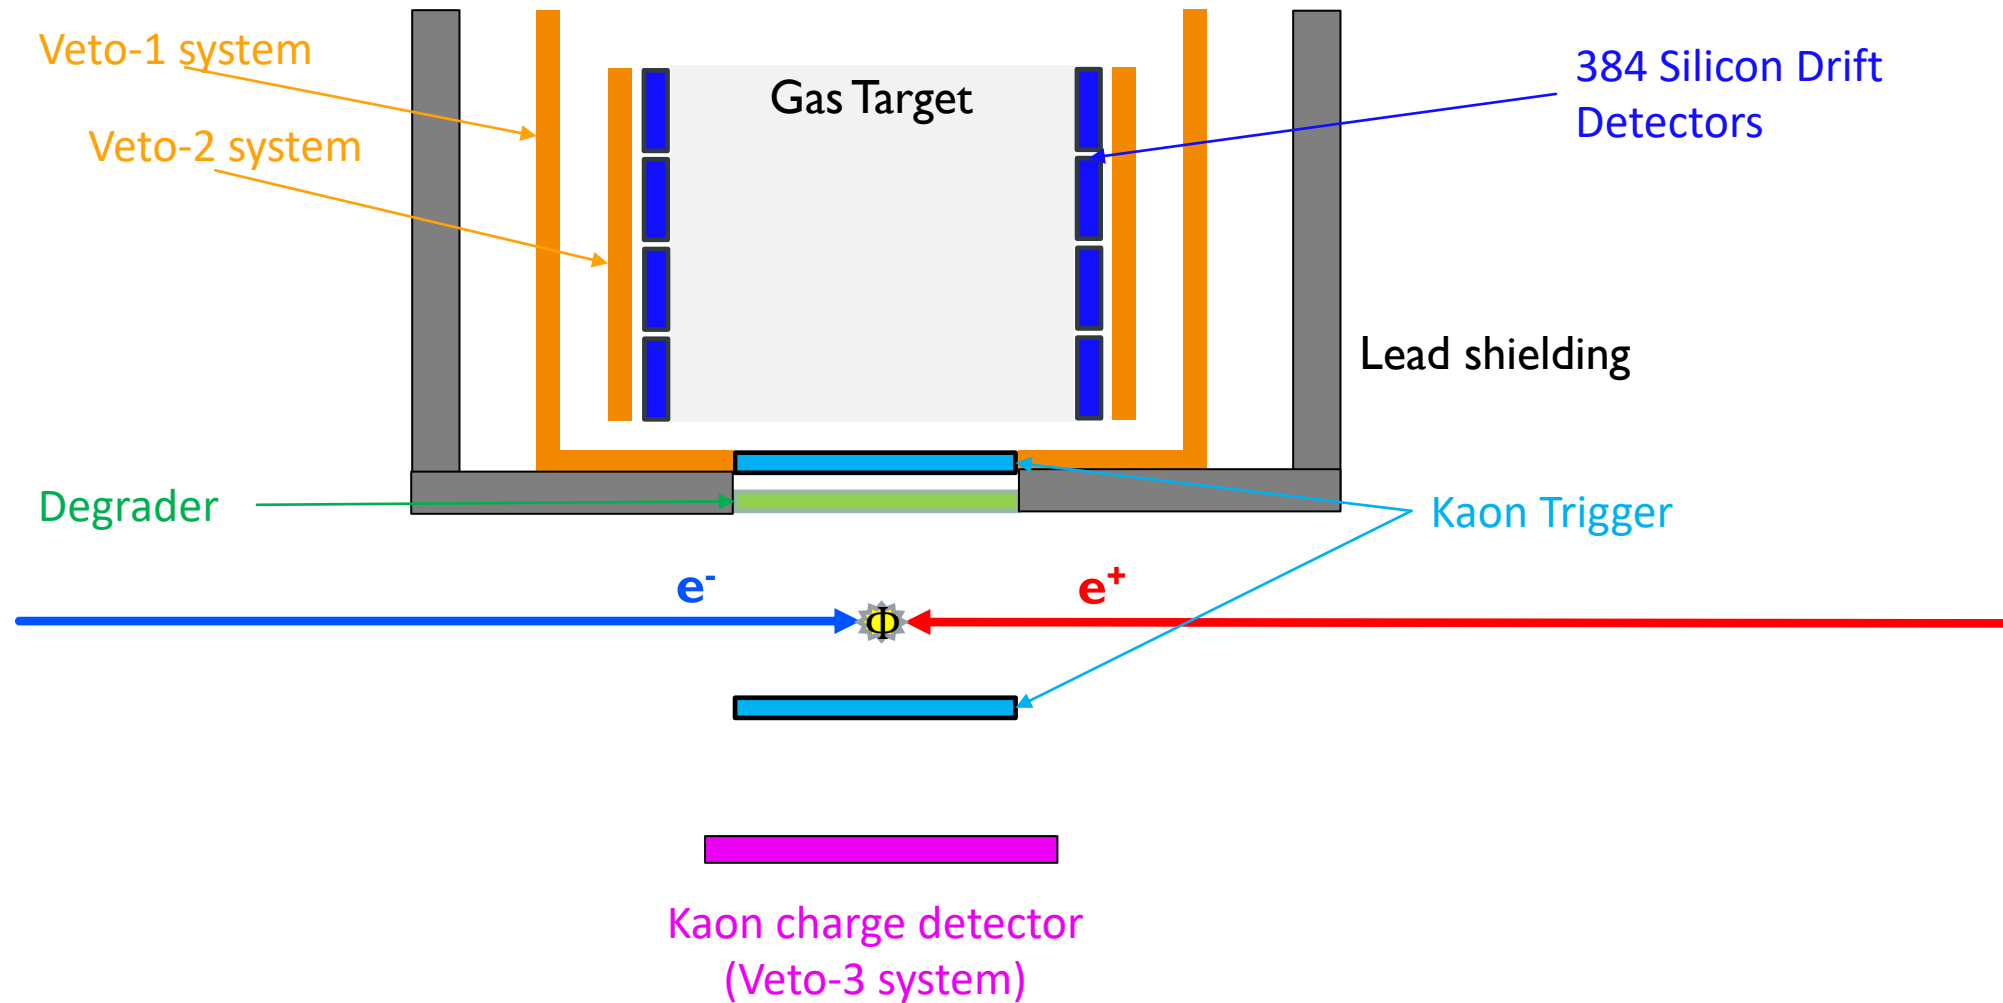 Veto-1 system
Gas Target
384 Silicon Drift
Detectors
Veto-2 system
Lead shielding
Degrader
Kaon Trigger
e-
e+
Φ
Kaon charge detector
(Veto-3 system)